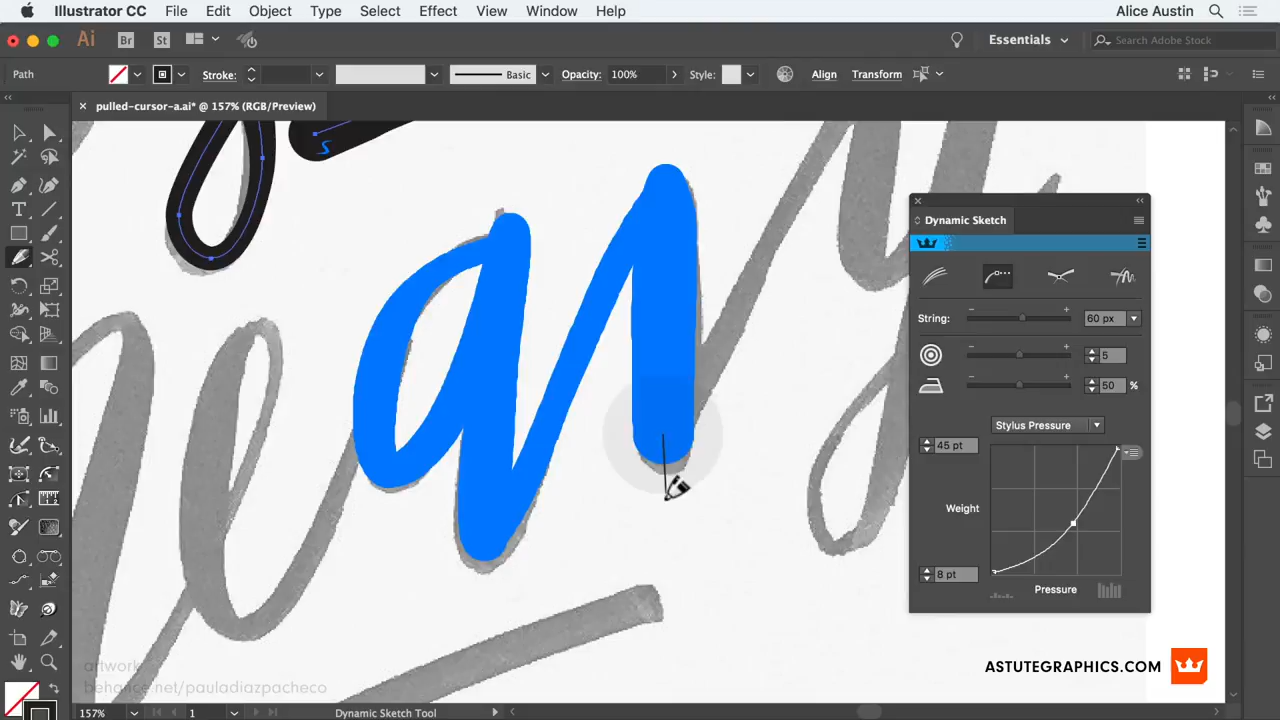 Illustrator CC File Edit Object Type Select Effect View Window Help Alice Austin
Ai Br St Essentials Search Adobe Stock
Path Stroke: Basic Opacity: 100% Style: Align Transform
× pulled-cursor-a.ai* @ 157% (RGB/Preview)
Dynamic Sketch
String: 60 px
5
50 %
Stylus Pressure
45 pt
Weight
8 pt
Pressure
ASTUTEGRAPHICS.COM
artwork
behance.net/pauladiazpacheco
157% 1 Dynamic Sketch Tool